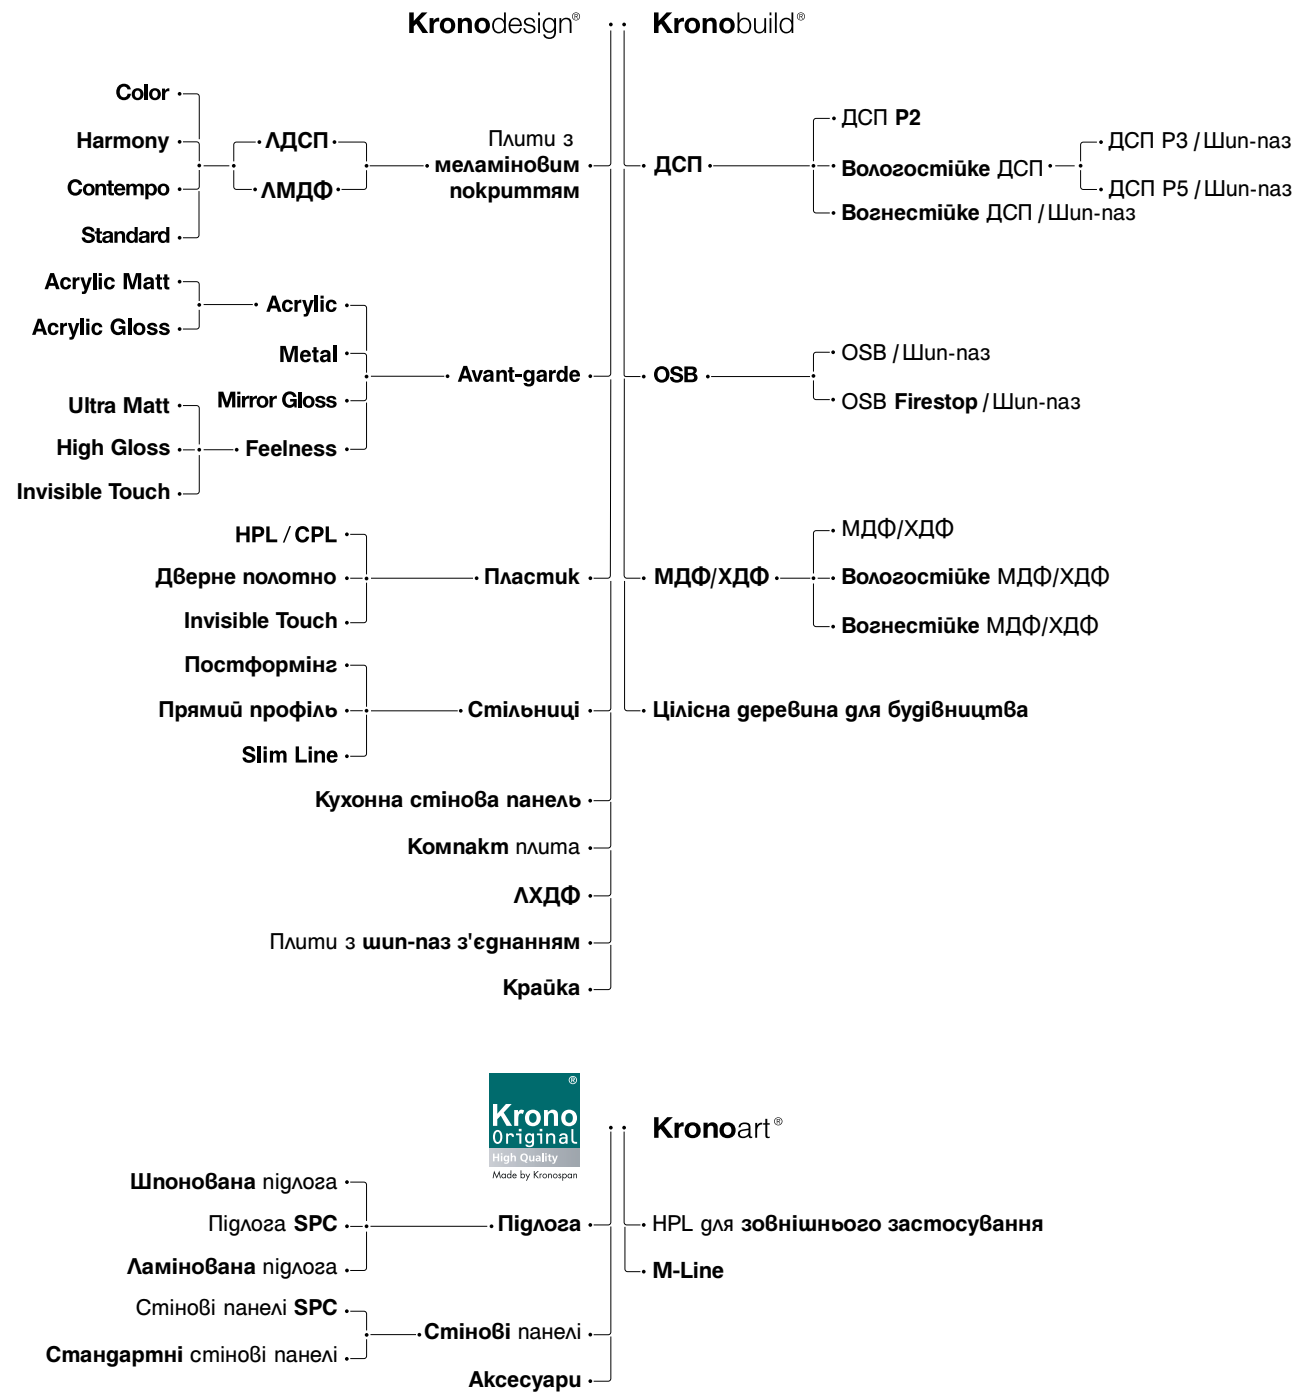 Kronodesign®
Color
Harmony
Contempo
Standard
ЛДСП
ЛМДФ
Плити з
меламіновим
покриттям
Acrylic Matt
Acrylic Gloss
Acrylic
Metal
Mirror Gloss
Ultra Matt
High Gloss
Invisible Touch
Feelness
Avant-garde
HPL / CPL
Дверне полотно
Invisible Touch
Пластик
Постформінг
Прямий профіль
Slim Line
Стільниці
Кухонна стінова панель
Компакт плита
ЛХДФ
Плити з шип-паз з'єднанням
Крайка
Kronobuild®
ДСП
ДСП P2
Вологостійке ДСП
ДСП P3 / Шип-паз
ДСП P5 / Шип-паз
Вогнестійке ДСП / Шип-паз
OSB
OSB / Шип-паз
OSB Firestop / Шип-паз
МДФ/ХДФ
МДФ/ХДФ
Вологостійке МДФ/ХДФ
Вогнестійке МДФ/ХДФ
Цілісна деревина для будівництва
®
Krono
Original
High Quality
Made by Kronospan
Шпонована підлога
Підлога SPC
Ламінована підлога
Підлога
Стінові панелі SPC
Стандартні стінові панелі
Стінові панелі
Аксесуари
Kronoart®
HPL для зовнішнього застосування
M-Line